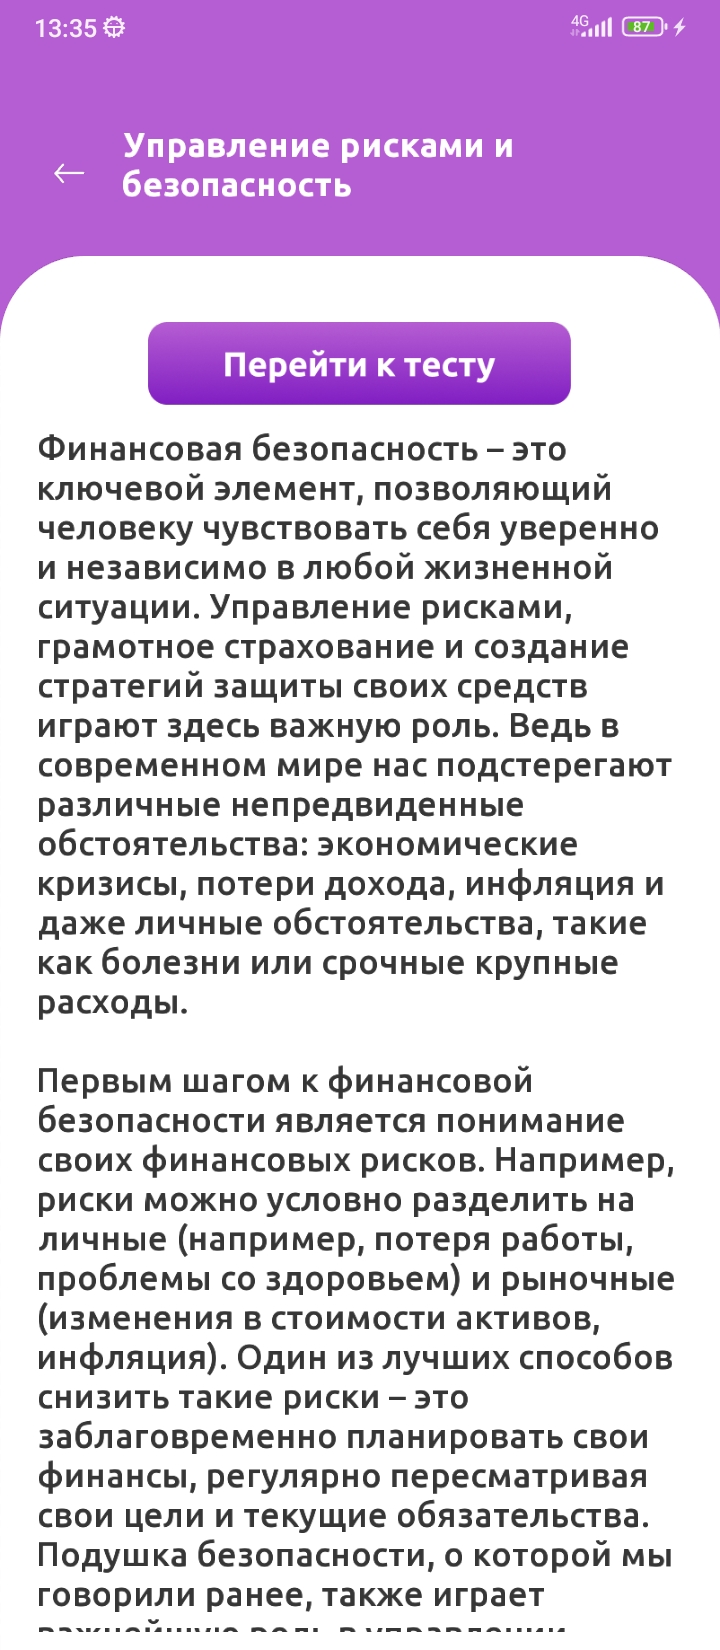 13:35
4G
87
Управление рисками и
безопасность
Перейти к тесту
Финансовая безопасность – это
ключевой элемент, позволяющий
человеку чувствовать себя уверенно
и независимо в любой жизненной
ситуации. Управление рисками,
грамотное страхование и создание
стратегий защиты своих средств
играют здесь важную роль. Ведь в
современном мире нас подстерегают
различные непредвиденные
обстоятельства: экономические
кризисы, потери дохода, инфляция и
даже личные обстоятельства, такие
как болезни или срочные крупные
расходы.
Первым шагом к финансовой
безопасности является понимание
своих финансовых рисков. Например,
риски можно условно разделить на
личные (например, потеря работы,
проблемы со здоровьем) и рыночные
(изменения в стоимости активов,
инфляция). Один из лучших способов
снизить такие риски – это
заблаговременно планировать свои
финансы, регулярно пересматривая
свои цели и текущие обязательства.
Подушка безопасности, о которой мы
говорили ранее, также играет
важнейшую роль в управлении